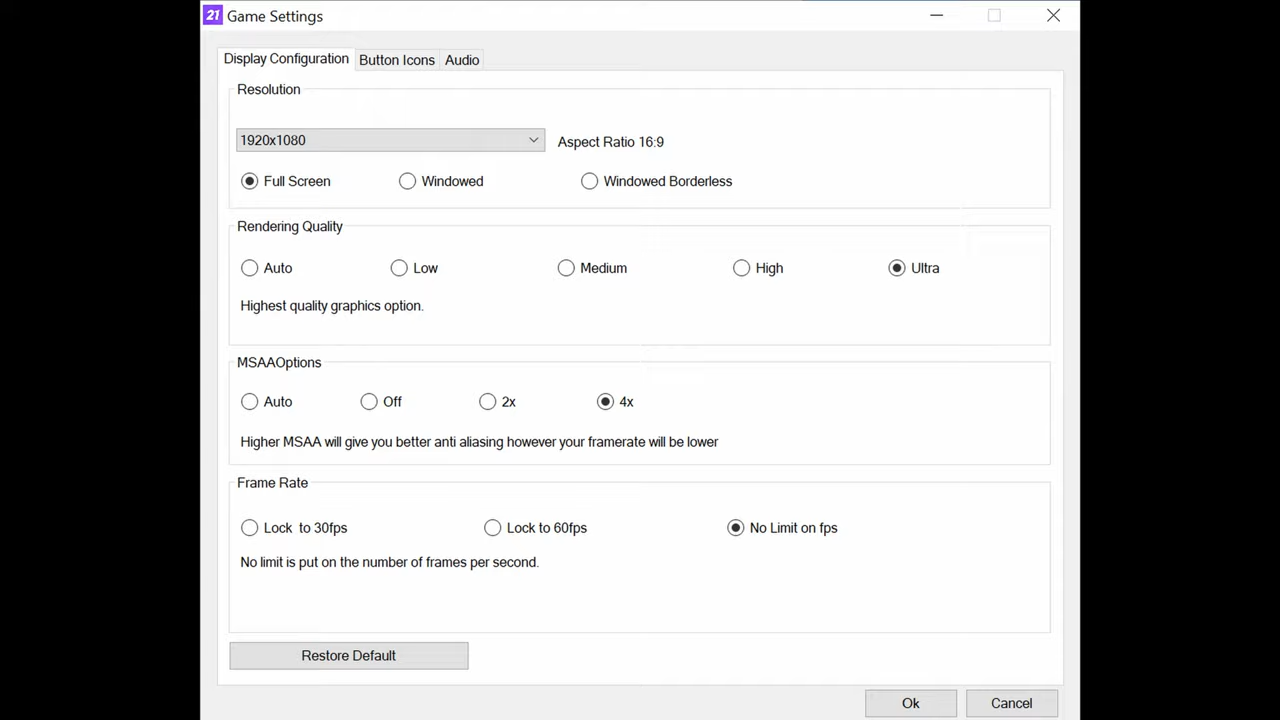 21 Game Settings
Display Configuration Button Icons Audio
Resolution
1920x1080 Aspect Ratio 16:9
Full Screen Windowed Windowed Borderless
Rendering Quality
Auto Low Medium High Ultra
Highest quality graphics option.
MSAAOptions
Auto Off 2x 4x
Higher MSAA will give you better anti aliasing however your framerate will be lower
Frame Rate
Lock to 30fps Lock to 60fps No Limit on fps
No limit is put on the number of frames per second.
Restore Default
Ok Cancel